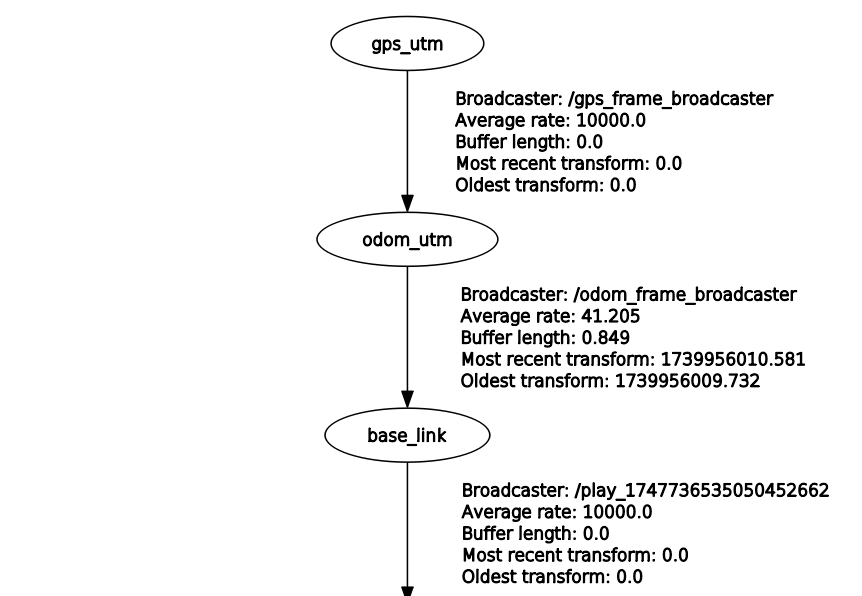 gps_utm
Broadcaster: /gps_frame_broadcaster
Average rate: 10000.0
Buffer length: 0.0
Most recent transform: 0.0
Oldest transform: 0.0
odom_utm
Broadcaster: /odom_frame_broadcaster
Average rate: 41.205
Buffer length: 0.849
Most recent transform: 1739956010.581
Oldest transform: 1739956009.732
base_link
Broadcaster: /play_1747736535050452662
Average rate: 10000.0
Buffer length: 0.0
Most recent transform: 0.0
Oldest transform: 0.0